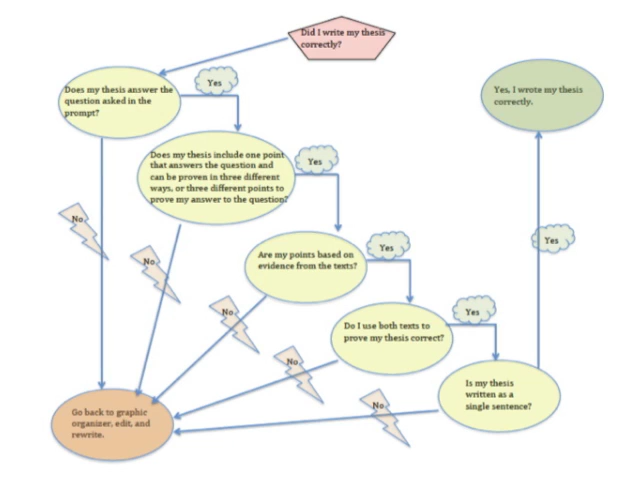 Did I write my thesis
correctly?
Does my thesis answer the
question asked in the
prompt?
Yes
Yes, I wrote my thesis
correctly.
Does my thesis include one point
that answers the question and
can be proven in three different
ways, or three different points to
prove my answer to the question?
Yes
No
No
Are my points based on
evidence from the texts?
Yes
Yes
No
Do I use both texts to
prove my thesis correct?
Yes
No
Is my thesis
written as a
single sentence?
No
Go back to graphic
organizer, edit, and
rewrite.